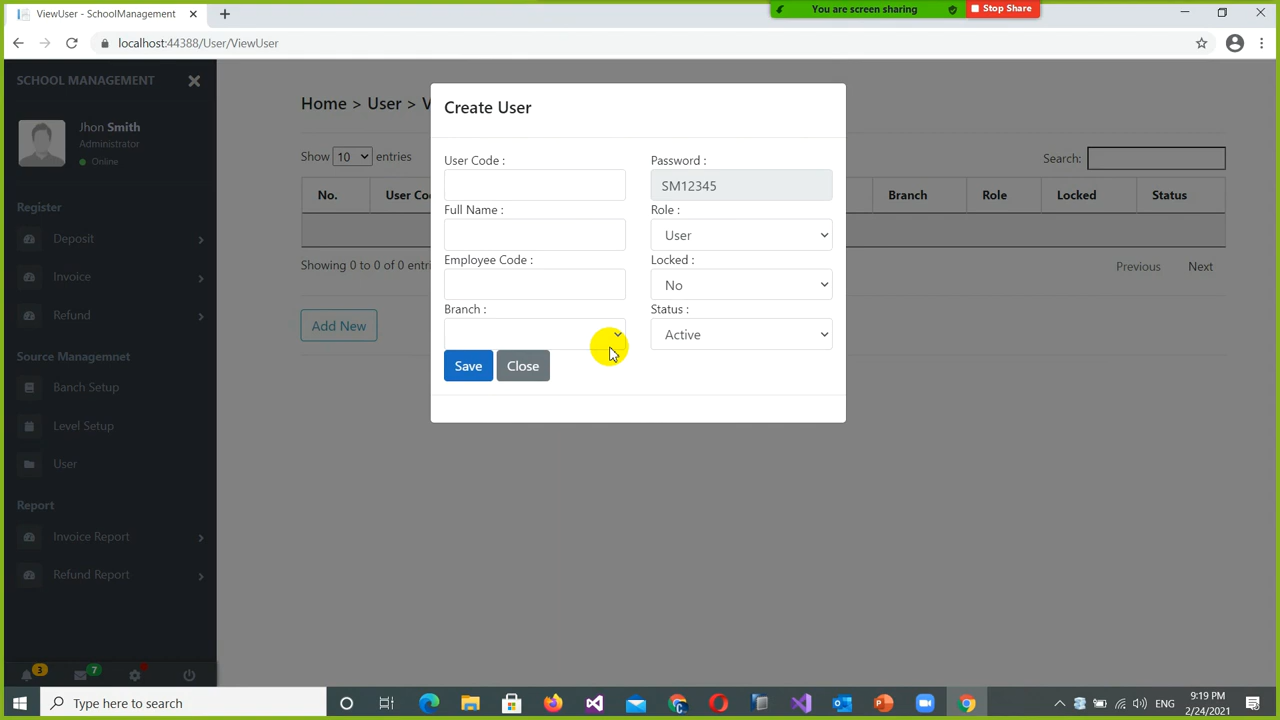 ViewUser - SchoolManagement
You are screen sharing
Stop Share
localhost:44388/User/ViewUser
SCHOOL MANAGEMENT
Jhon Smith
Administrator
Online
Register
Deposit
Invoice
Refund
Source Managemnet
Banch Setup
Level Setup
User
Report
Invoice Report
Refund Report
3
7
Home > User > V
Show 10 entries
Search:
No.
User Co
Branch
Role
Locked
Status
Showing 0 to 0 of 0 entri
Previous
Next
Add New
Create User
User Code :
Password :
SM12345
Full Name :
Role :
User
Employee Code :
Locked :
No
Branch :
Status :
Active
Save
Close
Type here to search
ENG
9:19 PM
2/24/2021